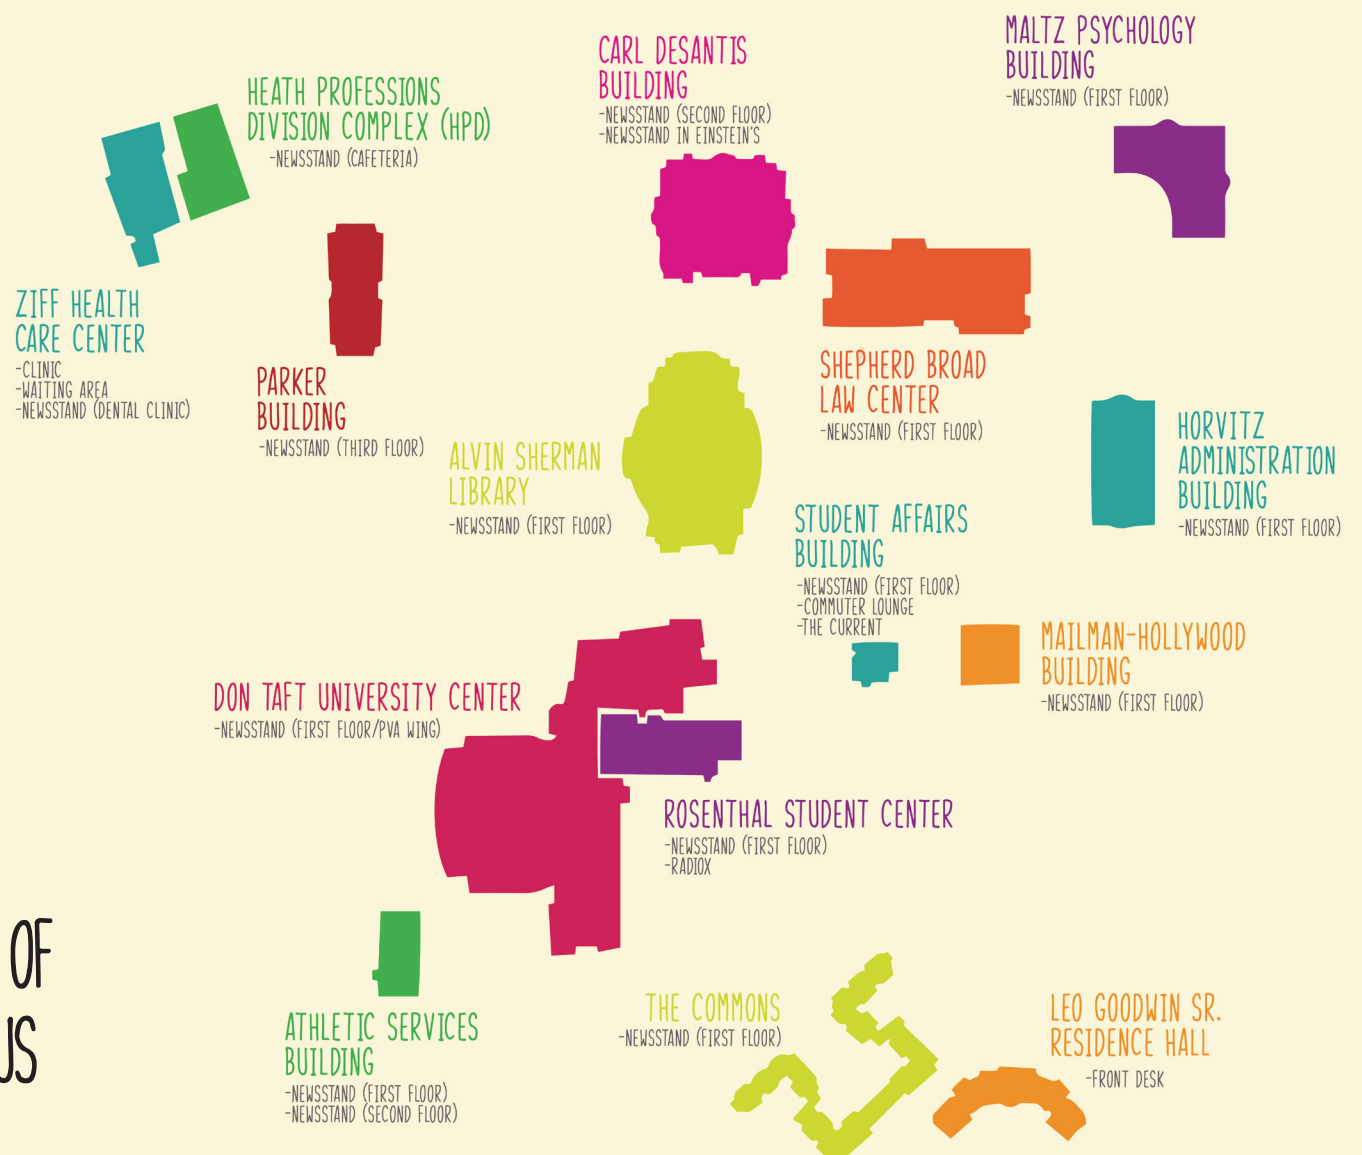 MALTZ PSYCHOLOGY
BUILDING
-NEWSSTAND (FIRST FLOOR)
CARL DESANTIS
BUILDING
-NEWSSTAND (SECOND FLOOR)
-NEWSSTAND IN EINSTEIN'S
HEATH PROFESSIONS
DIVISION COMPLEX (HPD)
-NEWSSTAND (CAFETERIA)
ZIFF HEALTH
CARE CENTER
-CLINIC
-WAITING AREA
-NEWSSTAND (DENTAL CLINIC)
PARKER
BUILDING
-NEWSSTAND (THIRD FLOOR)
SHEPHERD BROAD
LAW CENTER
-NEWSSTAND (FIRST FLOOR)
ALVIN SHERMAN
LIBRARY
-NEWSSTAND (FIRST FLOOR)
HORVITZ
ADMINISTRATION
BUILDING
-NEWSSTAND (FIRST FLOOR)
STUDENT AFFAIRS
BUILDING
-NEWSSTAND (FIRST FLOOR)
-COMMUTER LOUNGE
-THE CURRENT
MAILMAN-HOLLYWOOD
BUILDING
-NEWSSTAND (FIRST FLOOR)
DON TAFT UNIVERSITY CENTER
-NEWSSTAND (FIRST FLOOR/PVA WING)
ROSENTHAL STUDENT CENTER
-NEWSSTAND (FIRST FLOOR)
-RADIOX
OF
US
ATHLETIC SERVICES
BUILDING
-NEWSSTAND (FIRST FLOOR)
-NEWSSTAND (SECOND FLOOR)
THE COMMONS
-NEWSSTAND (FIRST FLOOR)
LEO GOODWIN SR.
RESIDENCE HALL
-FRONT DESK